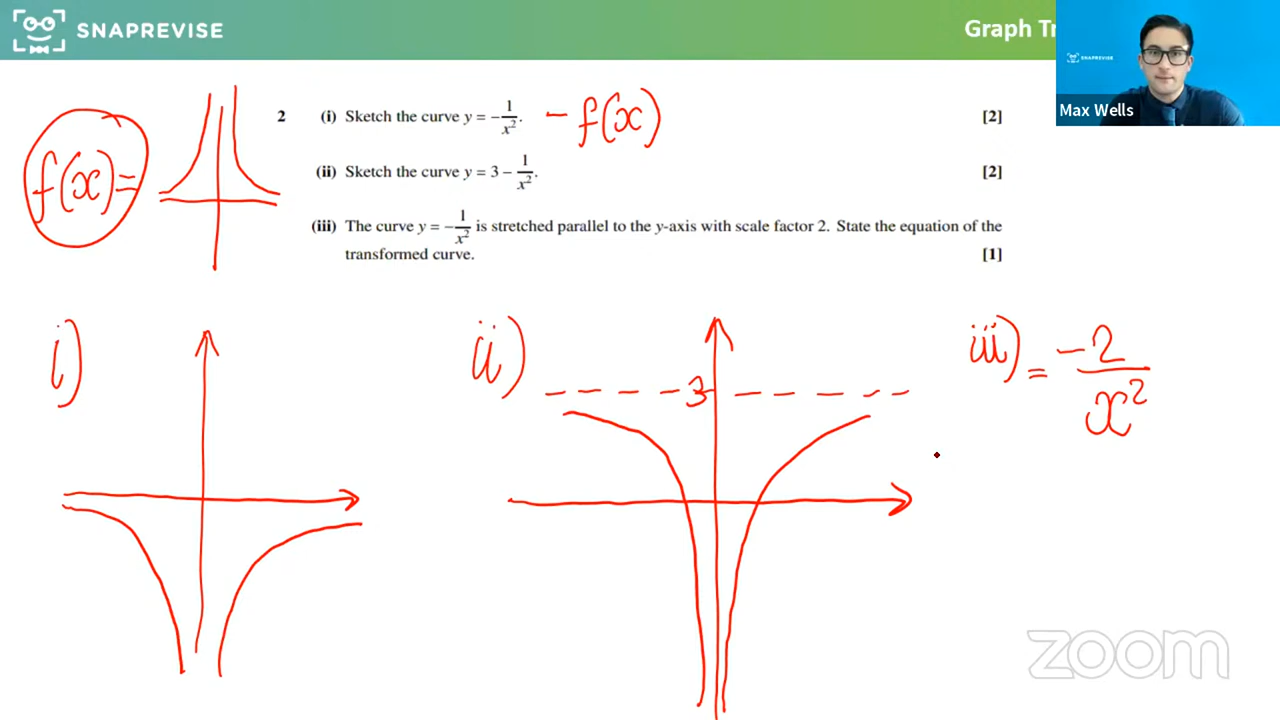 SNAPREVISE
Graph Tr
SNAPREVISE
Max Wells
f(x) =
2 (i) Sketch the curve y = -1/x². [2]
- f(x)
(ii) Sketch the curve y = 3 - 1/x². [2]
(iii) The curve y = -1/x² is stretched parallel to the y-axis with scale factor 2. State the equation of the
transformed curve. [1]
i)
ii)
3
iii) = -2/x²
zoom